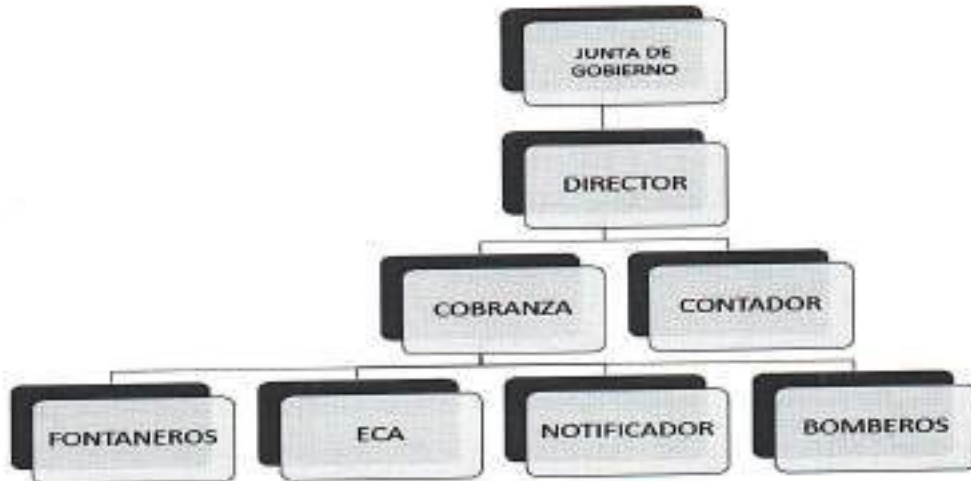 JUNTA DE
GOBIERNO
DIRECTOR
COBRANZA
CONTADOR
FONTANEROS
ECA
NOTIFICADOR
BOMBEROS